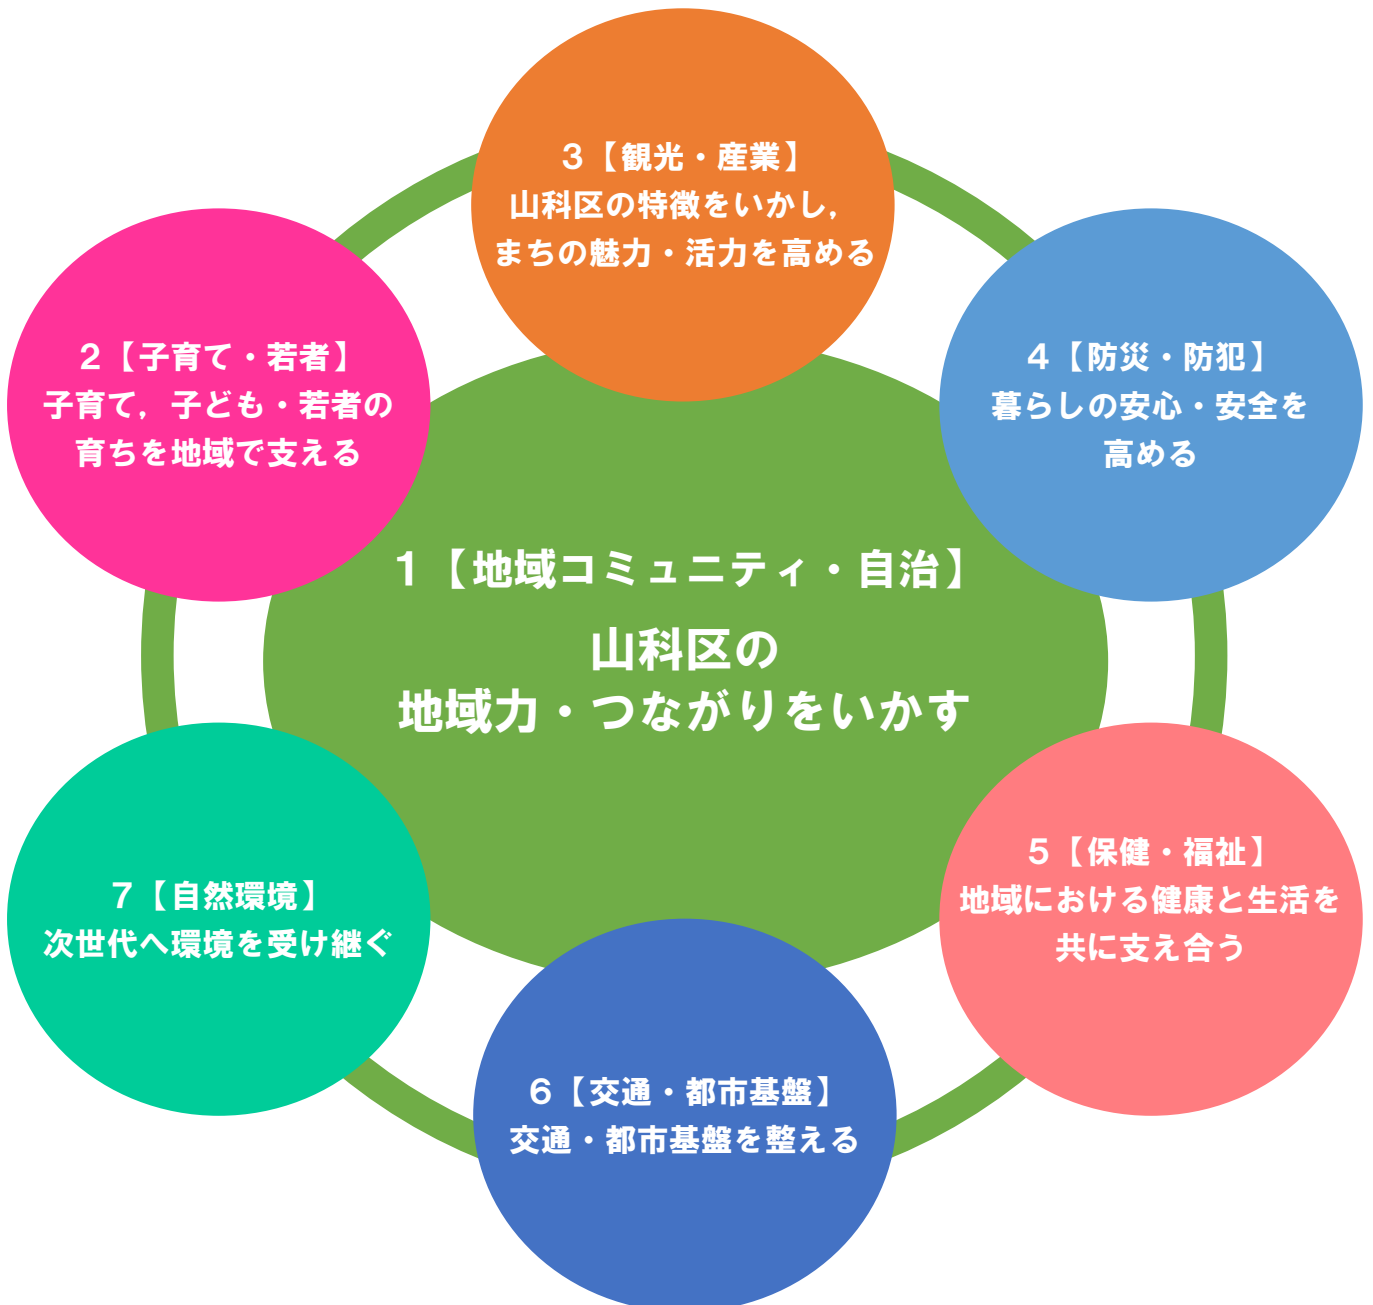 3【観光・産業】
山科区の特徴をいかし，
まちの魅力・活力を高める
2【子育て・若者】
子育て，子ども・若者の
育ちを地域で支える
4【防災・防犯】
暮らしの安心・安全を
高める
1【地域コミュニティ・自治】
山科区の
地域力・つながりをいかす
7【自然環境】
次世代へ環境を受け継ぐ
5【保健・福祉】
地域における健康と生活を
共に支え合う
6【交通・都市基盤】
交通・都市基盤を整える